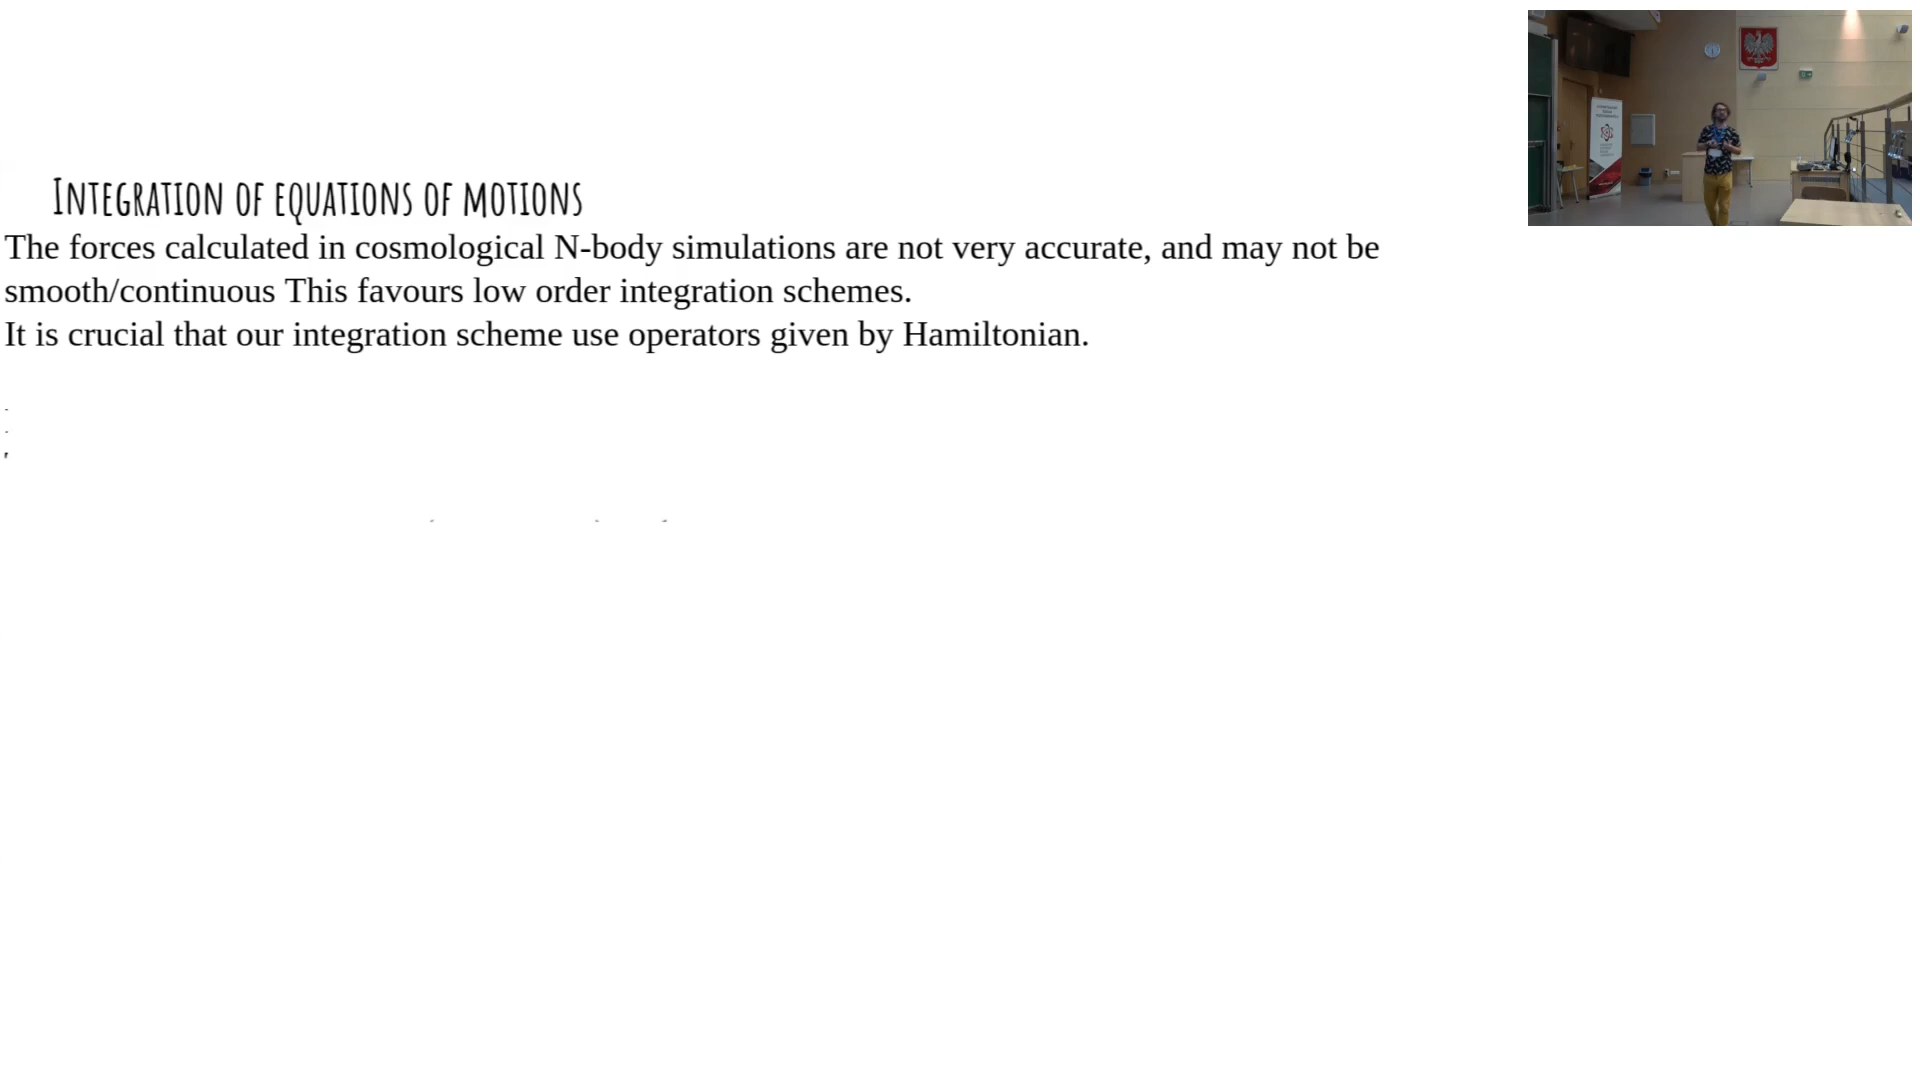 Integration of equations of motions
The forces calculated in cosmological N-body simulations are not very accurate, and may not be
smooth/continuous This favours low order integration schemes.
It is crucial that our integration scheme use operators given by Hamiltonian.